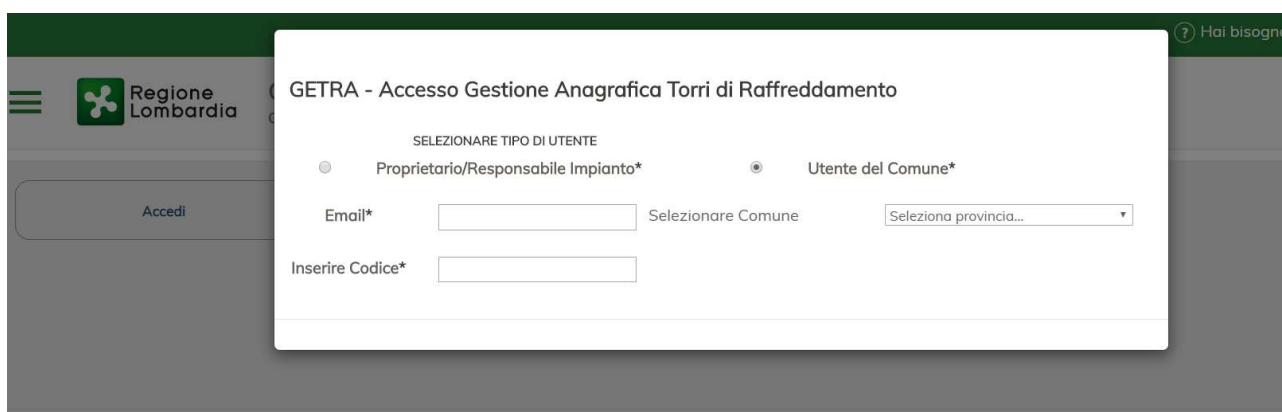 ? Hai bisogno
Regione
Lombardia
GETRA - Accesso Gestione Anagrafica Torri di Raffreddamento
SELEZIONARE TIPO DI UTENTE
Proprietario/Responsabile Impianto* Utente del Comune*
Accedi
Email* Selezionare Comune Seleziona provincia...
Inserire Codice*